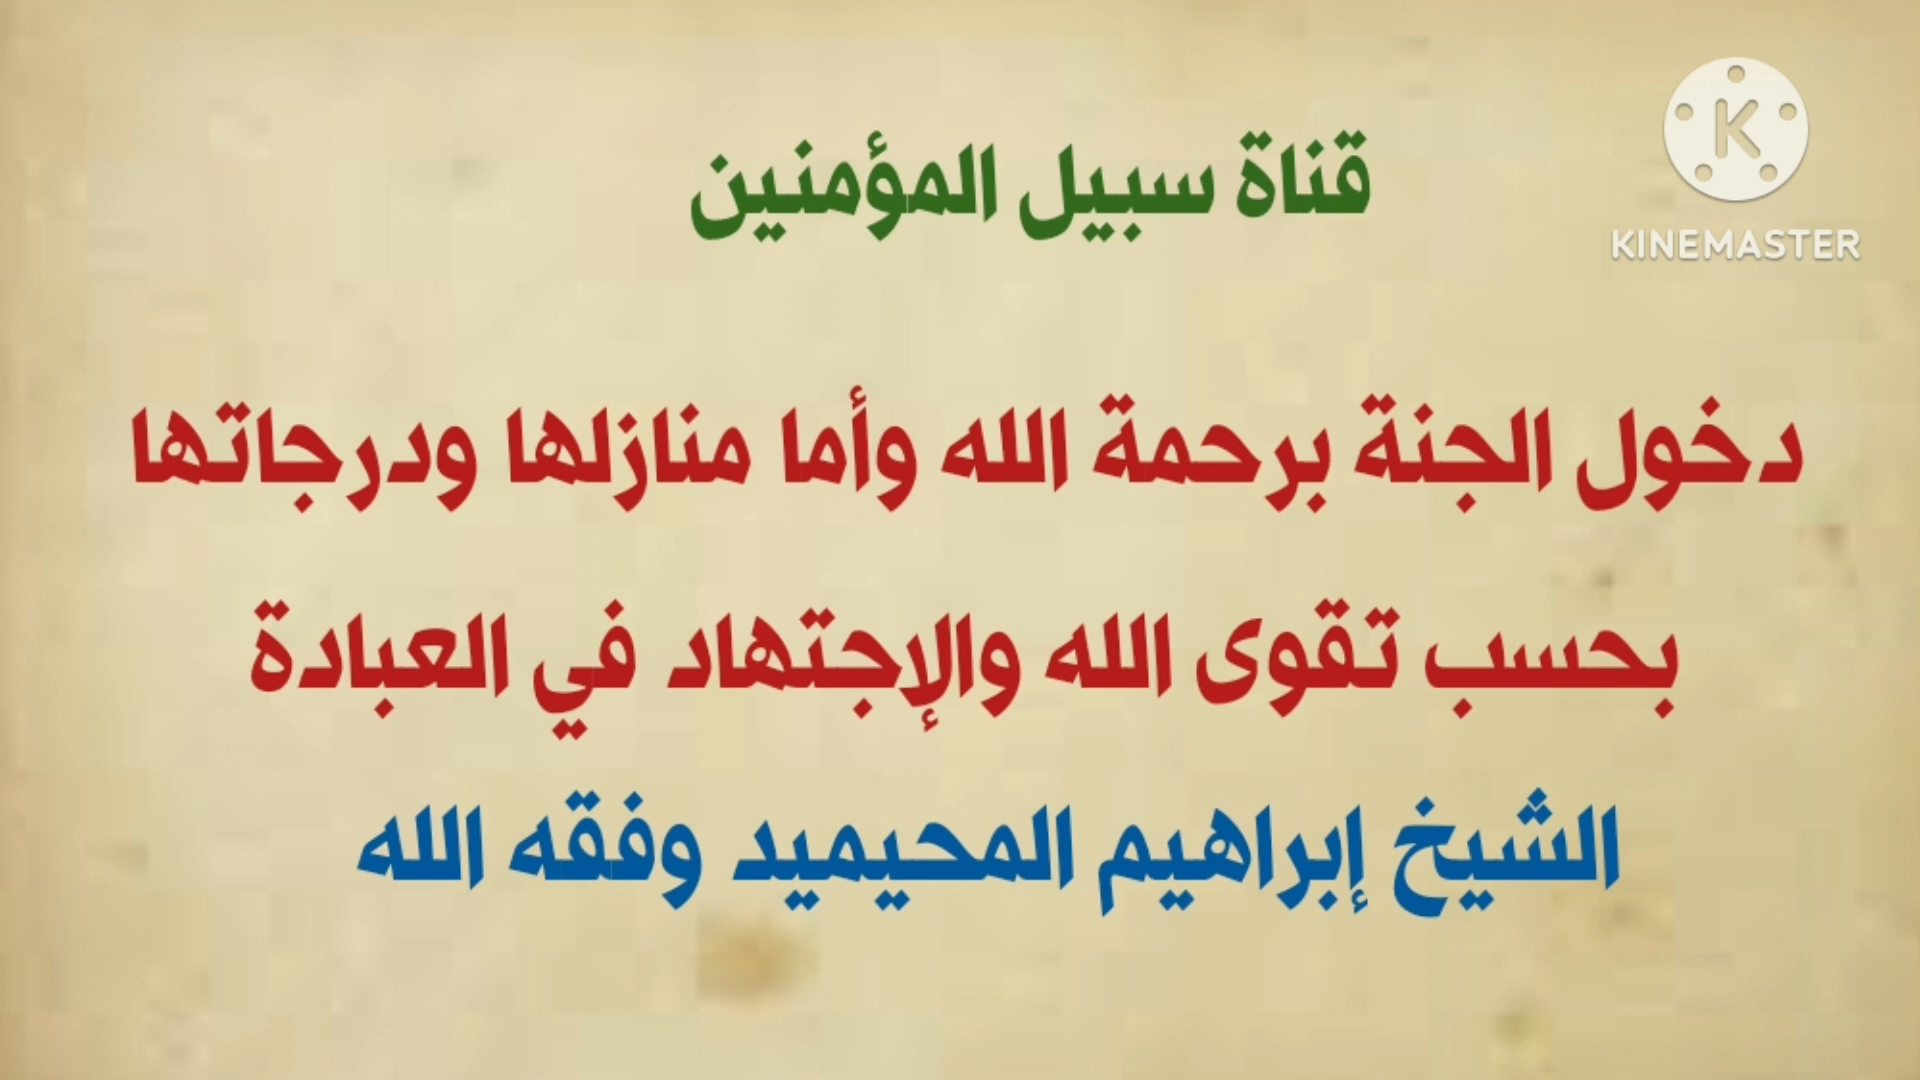 قناة سبيل المؤمنين
KINEMASTER
دخول الجنة برحمة الله وأما منازلها ودرجاتها
بحسب تقوى الله والإجتهاد في العبادة
الشيخ إبراهيم المحيميد وفقه الله